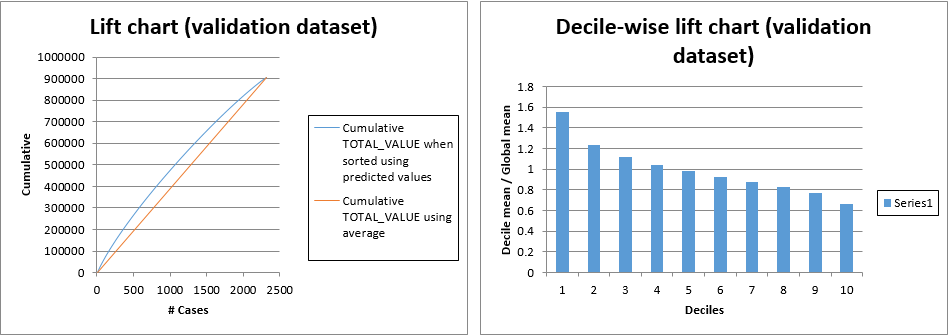 Lift chart (validation dataset)
1000000
900000
800000
700000
600000
500000
400000
300000
200000
100000
0
0 500 1000 1500 2000 2500
# Cases
Cumulative
Cumulative
TOTAL_VALUE when
sorted using
predicted values
Cumulative
TOTAL_VALUE using
average
Decile-wise lift chart (validation
dataset)
1.8
1.6
1.4
1.2
1
0.8
0.6
0.4
0.2
0
1 2 3 4 5 6 7 8 9 10
Deciles
Decile mean / Global mean
Series1